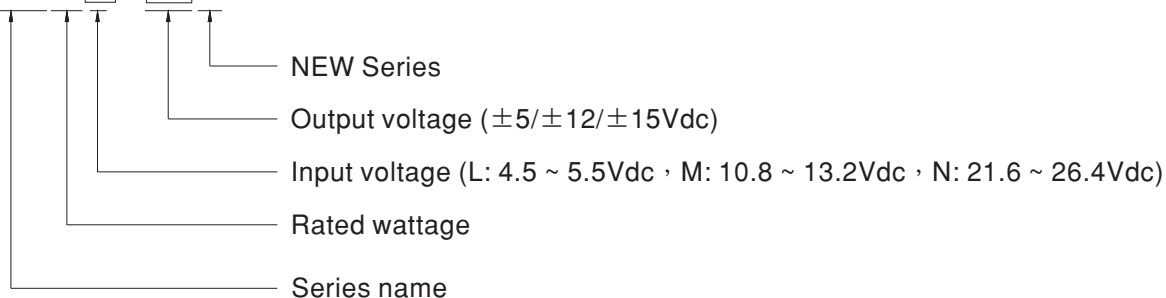 NEW Series
Output voltage (±5/±12/±15Vdc)
Input voltage (L: 4.5 ~ 5.5Vdc，M: 10.8 ~ 13.2Vdc，N: 21.6 ~ 26.4Vdc)
Rated wattage
Series name